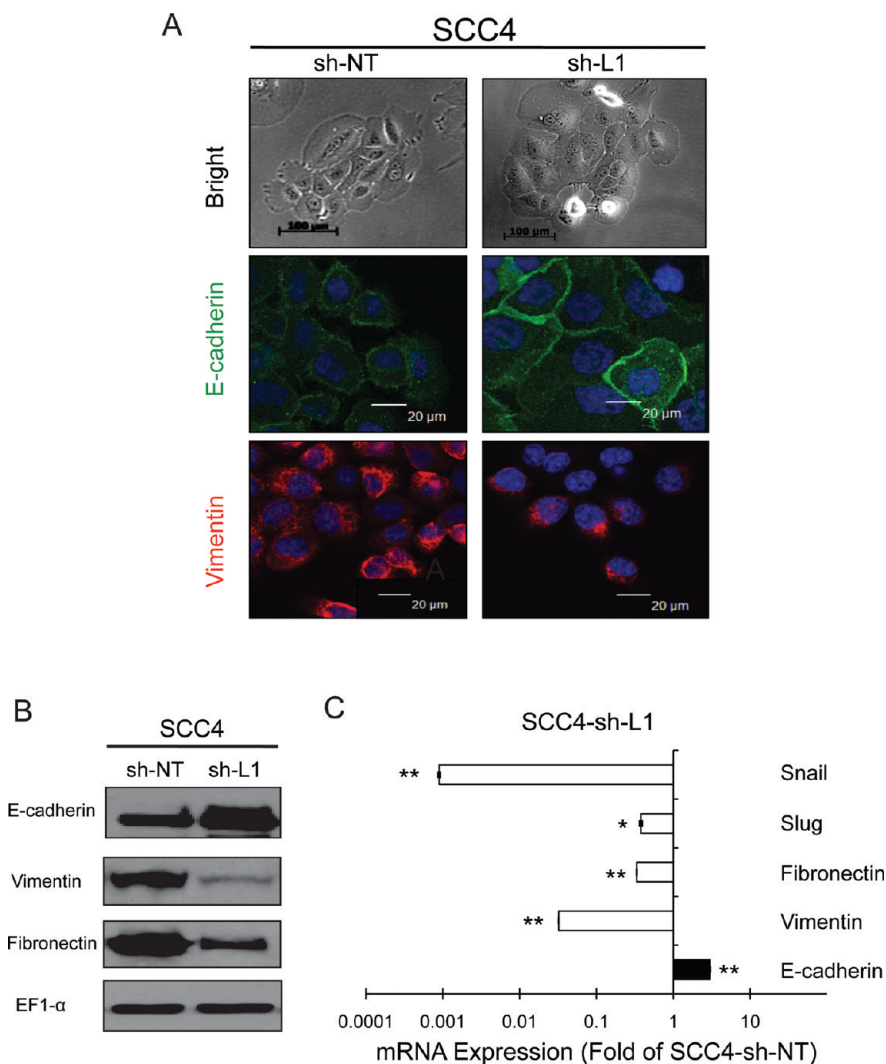 A
SCC4
sh-NT sh-L1
Bright
100 µm
100 µm
E-cadherin
20 µm
20 µm
Vimentin
A
20 µm
20 µm
B
SCC4
sh-NT sh-L1
E-cadherin
Vimentin
Fibronectin
EF1-α
C
SCC4-sh-L1
** Snail
* Slug
** Fibronectin
** Vimentin
** E-cadherin
0.0001 0.001 0.01 0.1 1 10
mRNA Expression (Fold of SCC4-sh-NT)